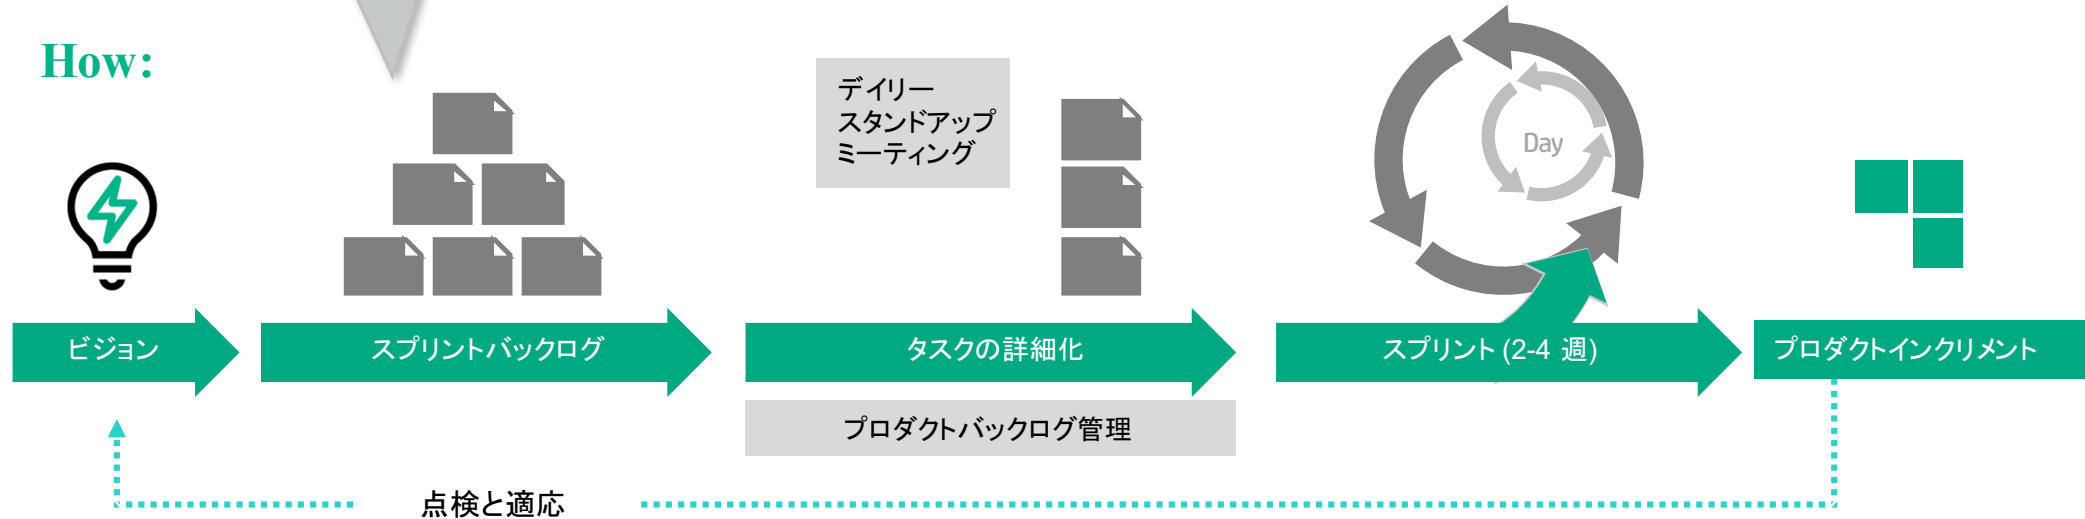 How:
デイリー
スタンドアップ
ミーティング
Day
ビジョン
スプリントバックログ
タスクの詳細化
スプリント (2-4 週)
プロダクトインクリメント
プロダクトバックログ管理
点検と適応